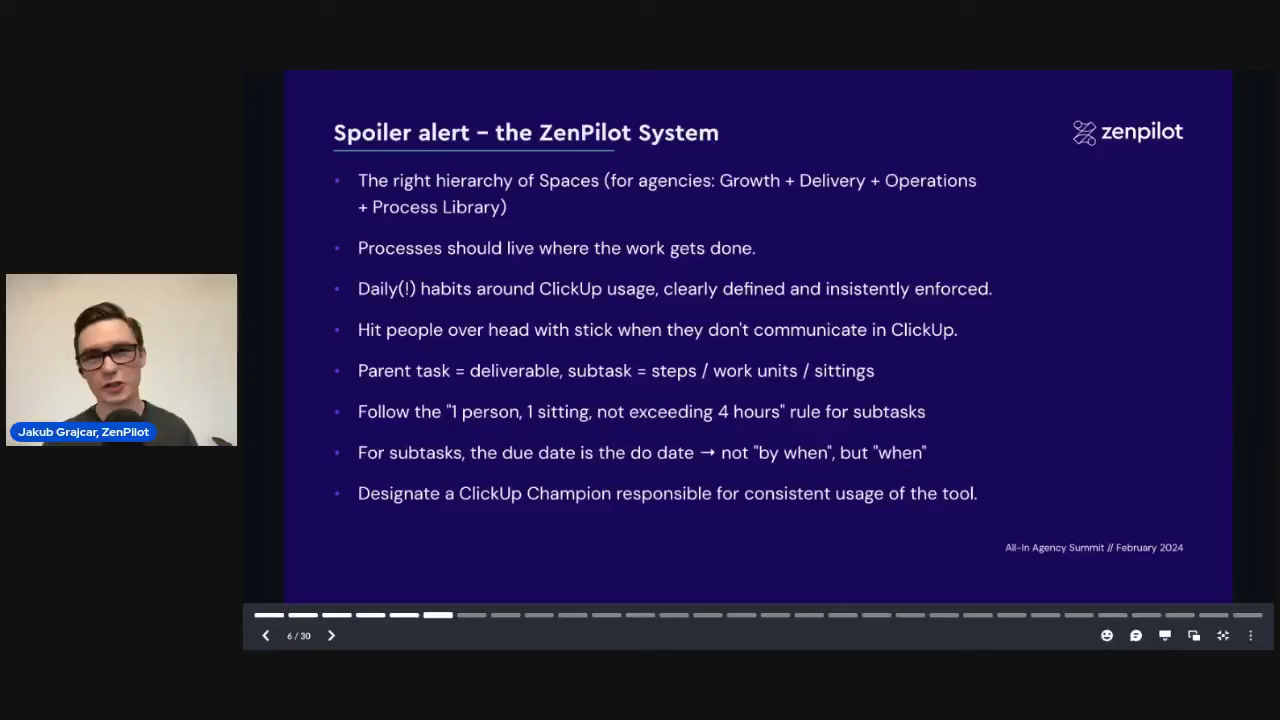 Spoiler alert – the ZenPilot System
zenpilot
• The right hierarchy of Spaces (for agencies: Growth + Delivery + Operations
+ Process Library)
• Processes should live where the work gets done.
• Daily(!) habits around ClickUp usage, clearly defined and insistently enforced.
• Hit people over head with stick when they don't communicate in ClickUp.
• Parent task = deliverable, subtask = steps / work units / sittings
• Follow the "1 person, 1 sitting, not exceeding 4 hours" rule for subtasks
• For subtasks, the due date is the do date → not "by when", but "when"
• Designate a ClickUp Champion responsible for consistent usage of the tool.
All-In Agency Summit // February 2024
Jakub Grajcar, ZenPilot
6 / 30